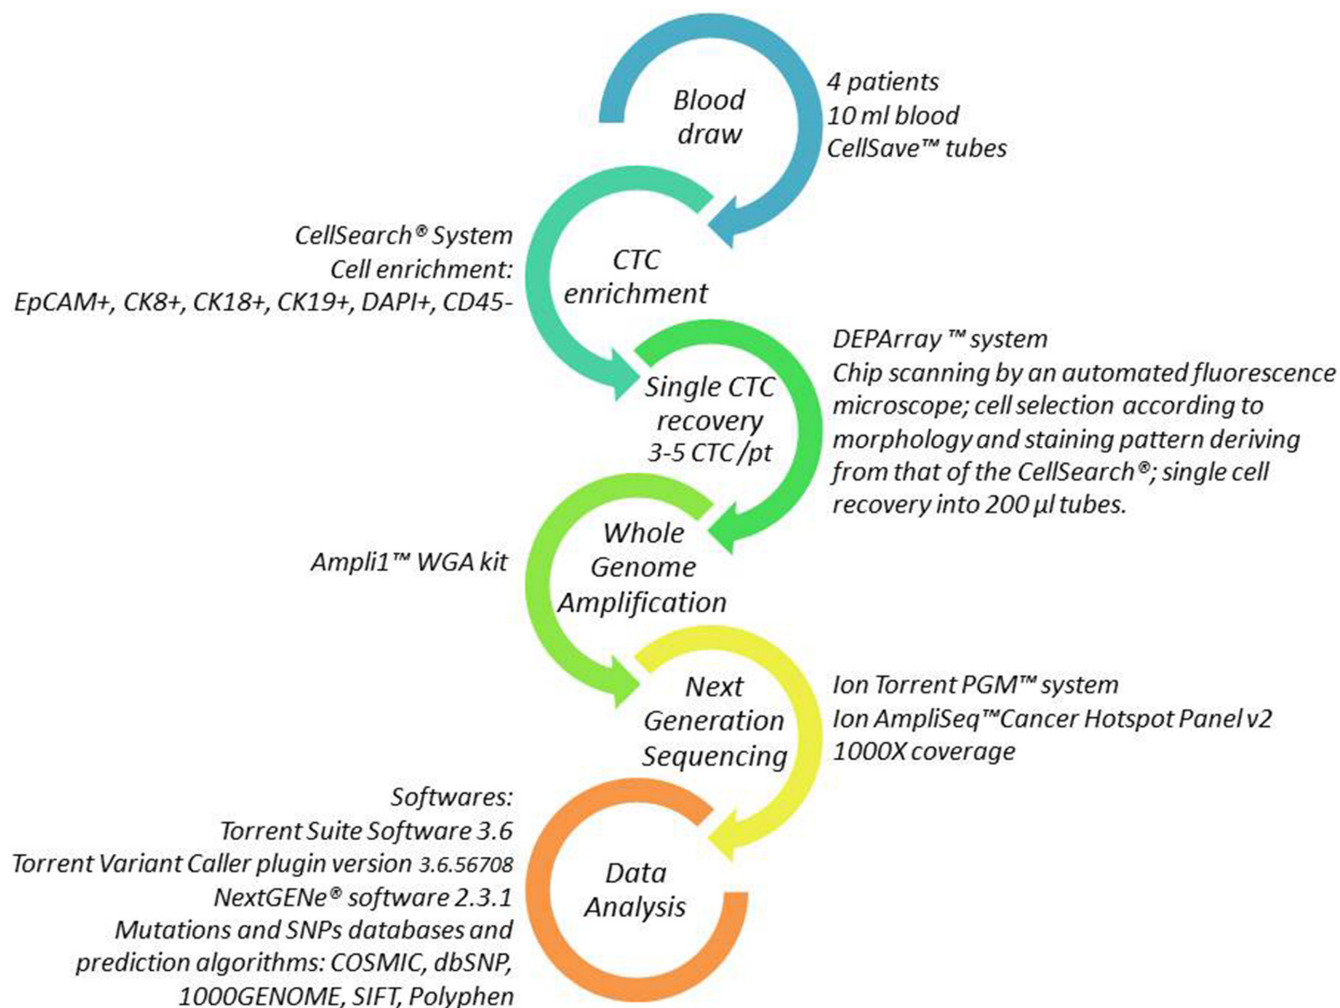 Blood
draw
4 patients
10 ml blood
CellSave™ tubes
CellSearch® System
Cell enrichment:
EpCAM+, CK8+, CK18+, CK19+, DAPI+, CD45-
CTC
enrichment
Single CTC
recovery
3-5 CTC/pt
DEPArray ™ system
Chip scanning by an automated fluorescence
microscope; cell selection according to
morphology and staining pattern deriving
from that of the CellSearch®; single cell
recovery into 200 µl tubes.
Ampli1™ WGA kit
Whole
Genome
Amplification
Next
Generation
Sequencing
Ion Torrent PGM™ system
Ion AmpliSeq™Cancer Hotspot Panel v2
1000X coverage
Softwares:
Torrent Suite Software 3.6
Torrent Variant Caller plugin version 3.6.56708
NextGENe® software 2.3.1
Mutations and SNPs databases and
prediction algorithms: COSMIC, dbSNP,
1000GENOME, SIFT, Polyphen
Data
Analysis